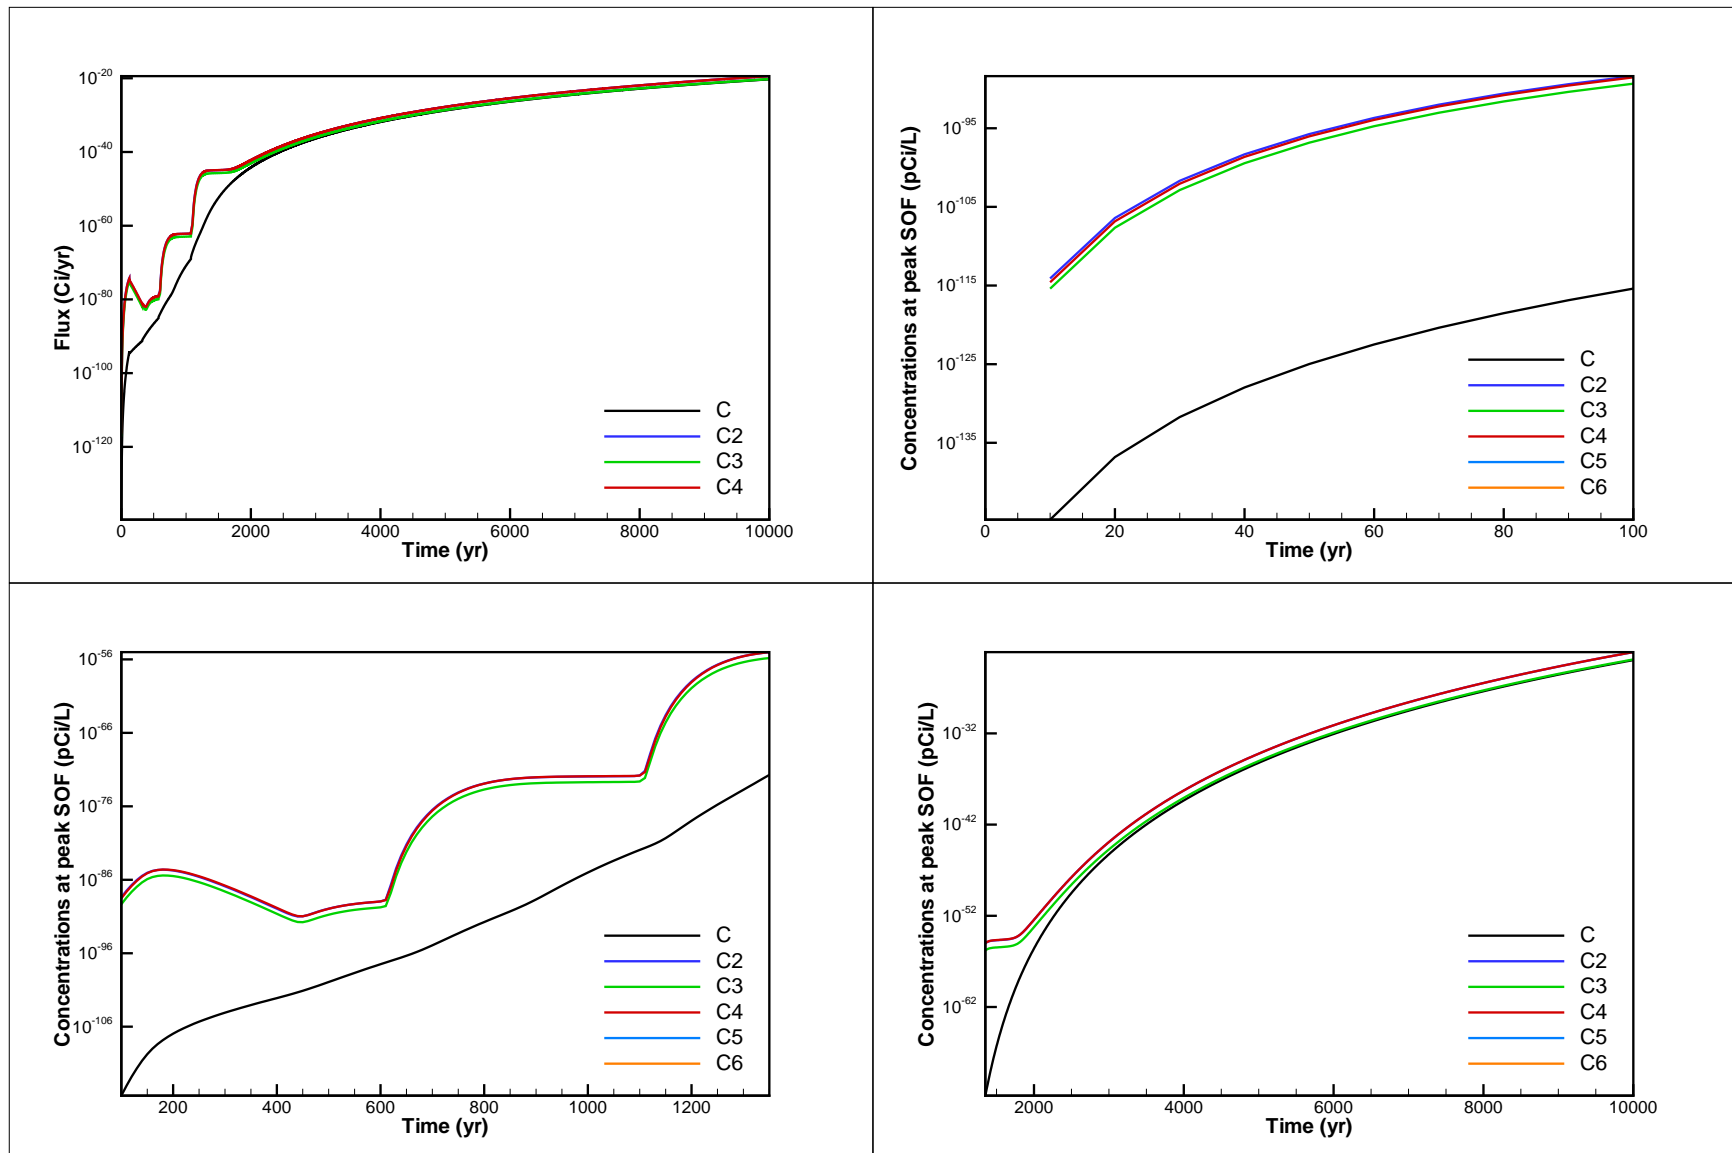 Flux (Ci/yr)
10^-20
10^-40
10^-60
10^-80
10^-100
10^-120
C
C2
C3
C4
0 2000 4000 6000 8000 10000
Time (yr)
Concentrations at peak SOF (pCi/L)
10^-95
10^-105
10^-115
10^-125
10^-135
C
C2
C3
C4
C5
C6
0 20 40 60 80 100
Time (yr)
Concentrations at peak SOF (pCi/L)
10^-56
10^-66
10^-76
10^-86
10^-96
10^-106
C
C2
C3
C4
C5
C6
200 400 600 800 1000 1200
Time (yr)
Concentrations at peak SOF (pCi/L)
10^-32
10^-42
10^-52
10^-62
C
C2
C3
C4
C5
C6
2000 4000 6000 8000 10000
Time (yr)